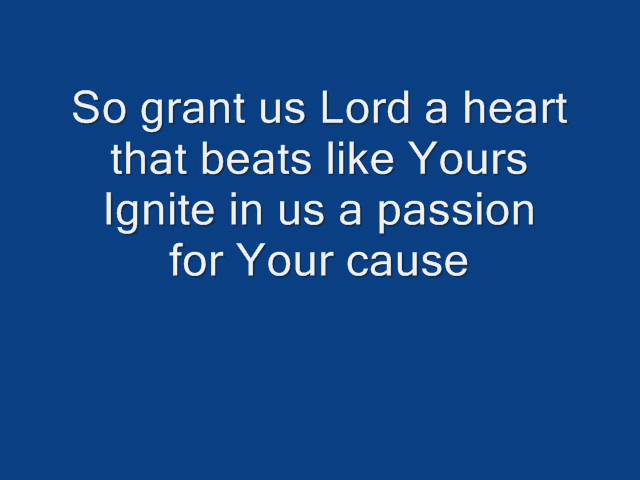 So grant us Lord a heart
that beats like Yours
Ignite in us a passion
for Your cause